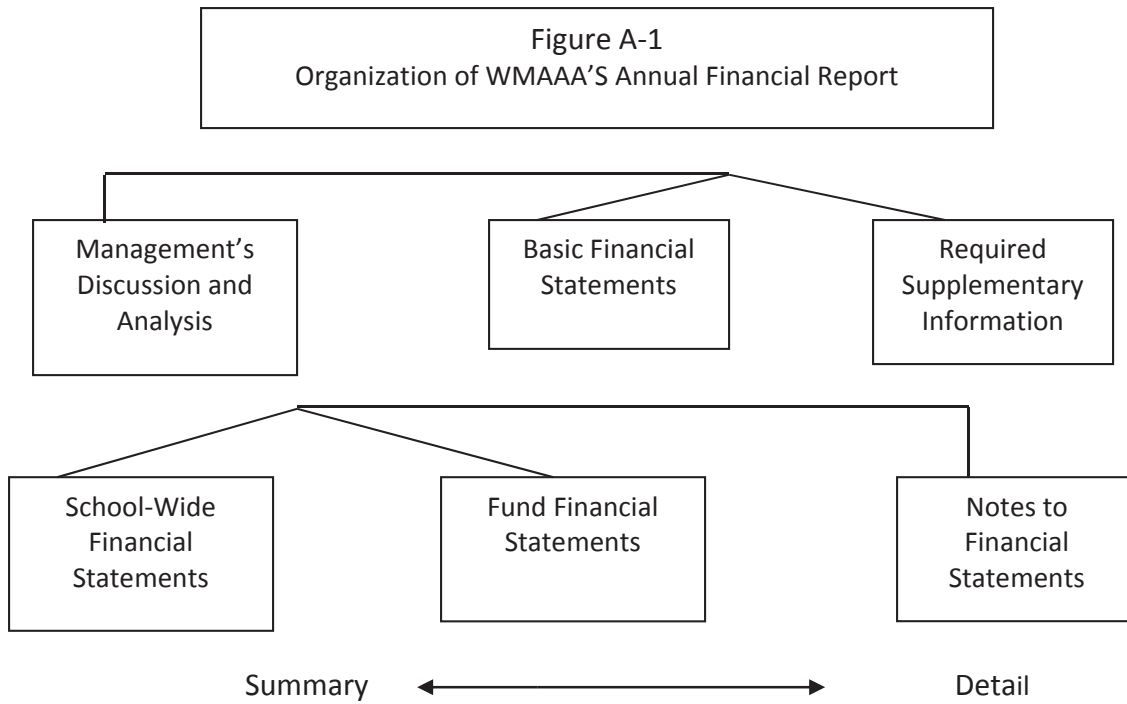 Figure A-1
Organization of WMAAA’S Annual Financial Report
Management’s
Discussion and
Analysis
Basic Financial
Statements
Required
Supplementary
Information
School-Wide
Financial
Statements
Fund Financial
Statements
Notes to
Financial
Statements
Summary
Detail